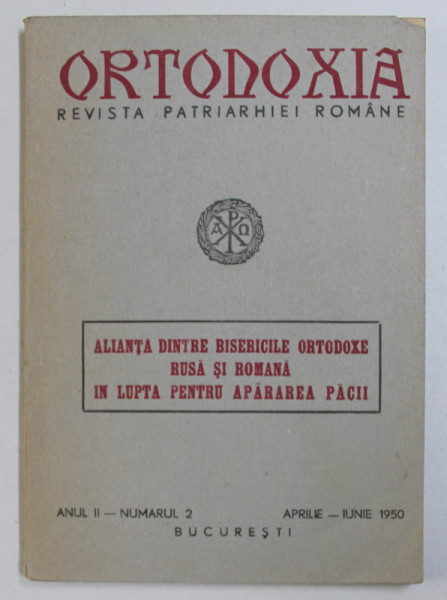 ORTODOXIA
REVISTA PATRIARHIEI ROMÂNE
A Ω
ALIANȚA DINTRE BISERICILE ORTODOXE
RUSĂ ȘI ROMANĂ
IN LUPTA PENTRU APĂRAREA PĂCII
ANUL II — NUMARUL 2 APRILIE — IUNIE 1950
BUCUREȘTI